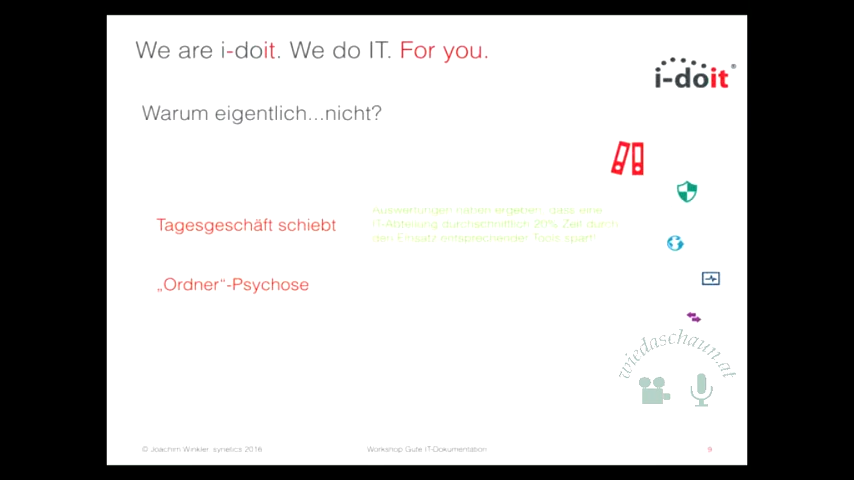 We are i-doit. We do IT. For you.
i-doit®
Warum eigentlich...nicht?
Auswertungen haben ergeben, dass eine
Tagesgeschäft schiebt
IT-Abteilung durchschnittlich 20% Zeit durch
den Einsatz entsprechender Tools spart!
„Ordner“-Psychose
wiedaschaun.at
© Joachim Winkler, synetics 2016
Workshop Gute IT-Dokumentation
9